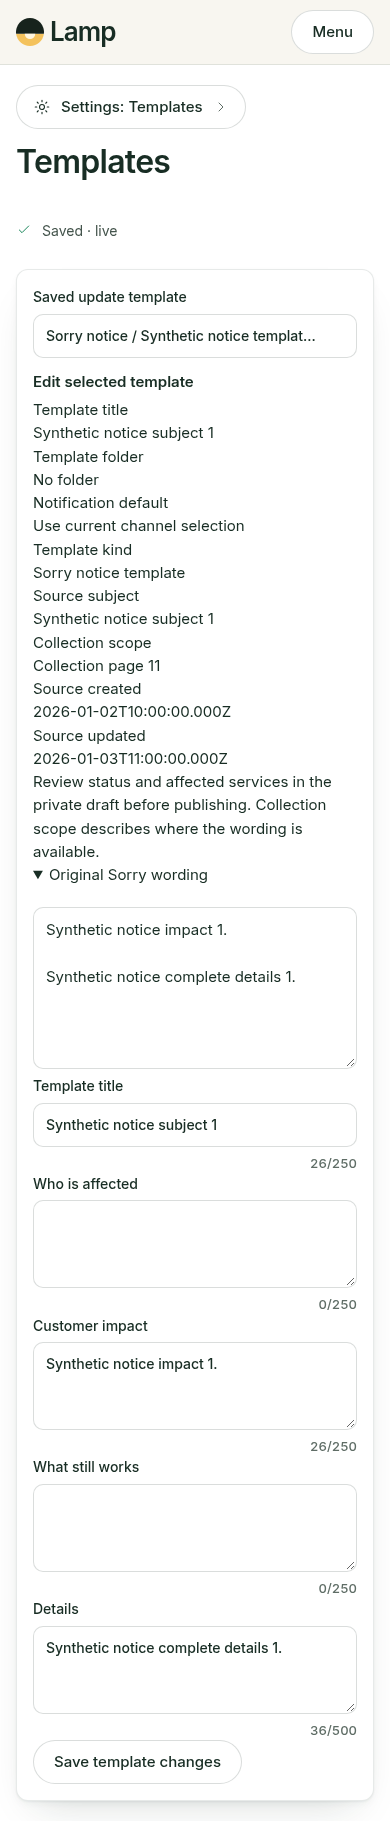 Lamp
Menu
Settings: Templates
Templates
Saved · live
Saved update template
Sorry notice / Synthetic notice templat...
Edit selected template
Template title
Synthetic notice subject 1
Template folder
No folder
Notification default
Use current channel selection
Template kind
Sorry notice template
Source subject
Synthetic notice subject 1
Collection scope
Collection page 11
Source created
2026-01-02T10:00:00.000Z
Source updated
2026-01-03T11:00:00.000Z
Review status and affected services in the
private draft before publishing. Collection
scope describes where the wording is
available.
▼ Original Sorry wording
Synthetic notice impact 1.
Synthetic notice complete details 1.
Template title
Synthetic notice subject 1
26/250
Who is affected
0/250
Customer impact
Synthetic notice impact 1.
26/250
What still works
0/250
Details
Synthetic notice complete details 1.
36/500
Save template changes